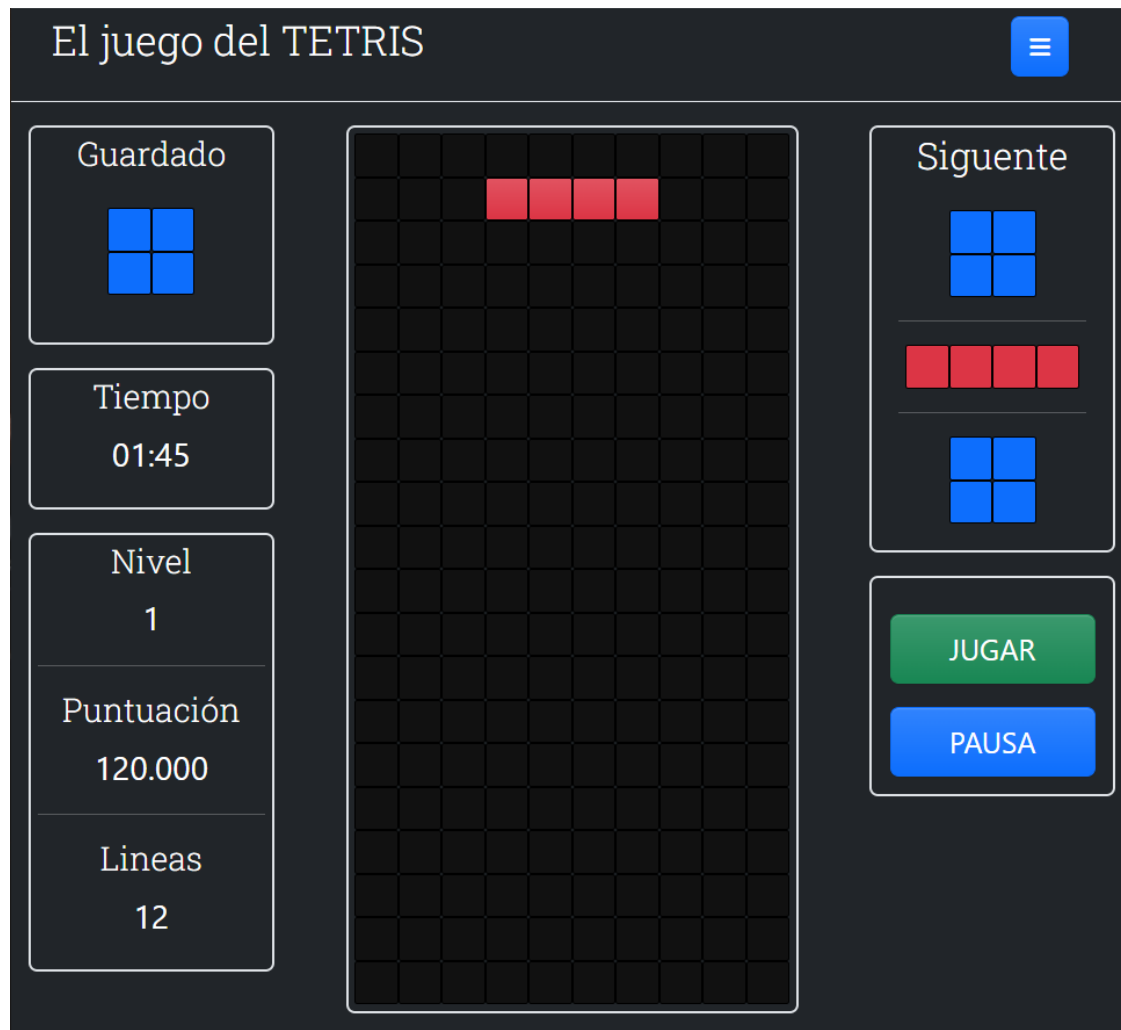 El juego del TETRIS
Guardado
Tiempo
01:45
Nivel
1
Puntuación
120.000
Lineas
12
Siguente
JUGAR
PAUSA